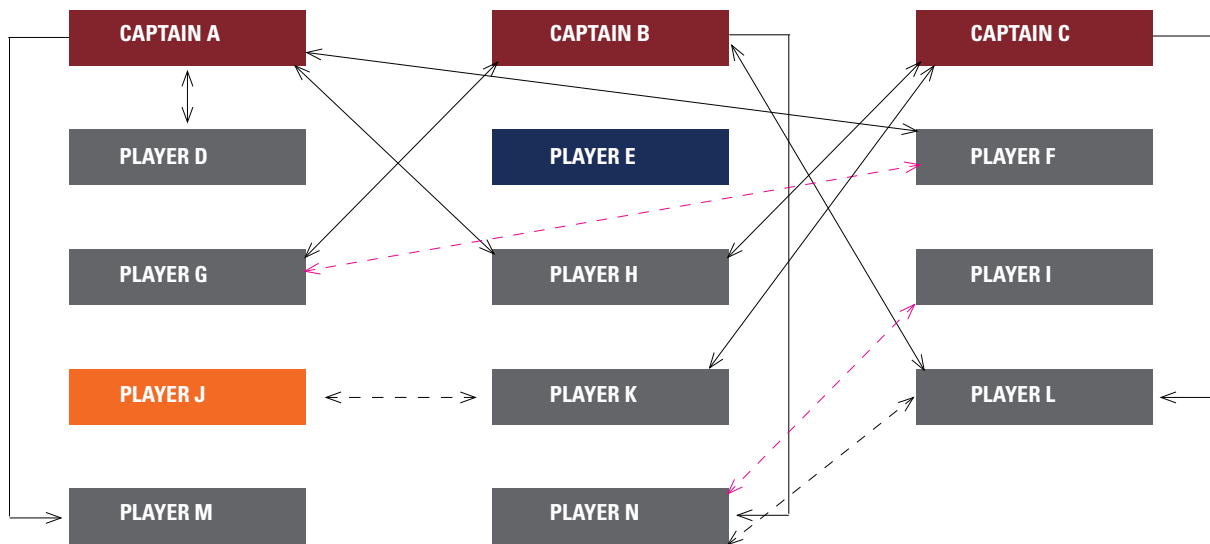 CAPTAIN A
CAPTAIN B
CAPTAIN C
PLAYER D
PLAYER E
PLAYER F
PLAYER G
PLAYER H
PLAYER I
PLAYER J
PLAYER K
PLAYER L
PLAYER M
PLAYER N